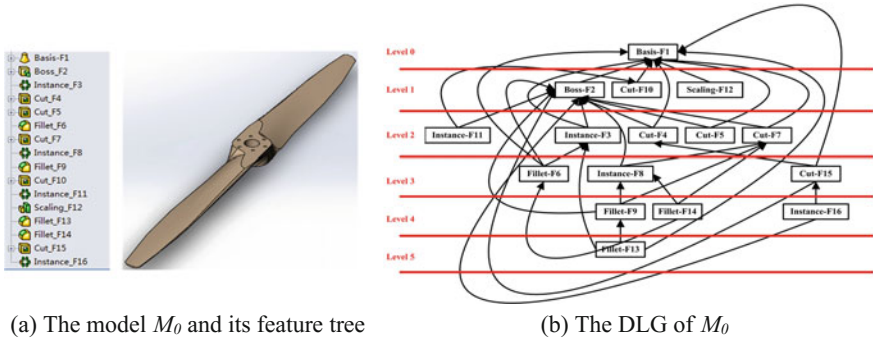 Basis-F1
Boss_F2
Instance_F3
Cut_F4
Cut_F5
Fillet_F6
Cut_F7
Instance_F8
Fillet_F9
Cut_F10
Instance_F11
Scaling_F12
Fillet_F13
Fillet_F14
Cut_F15
Instance_F16
(a) The model M0 and its feature tree
Level 0
Basis-F1
Level 1
Boss-F2 Cut-F10 Scaling-F12
Level 2
Instance-F11 Instance-F3 Cut-F4 Cut-F5 Cut-F7
Level 3
Fillet-F6 Instance-F8 Cut-F15
Level 4
Fillet-F9 Fillet-F14 Instance-F16
Level 5
Fillet-F13
(b) The DLG of M0